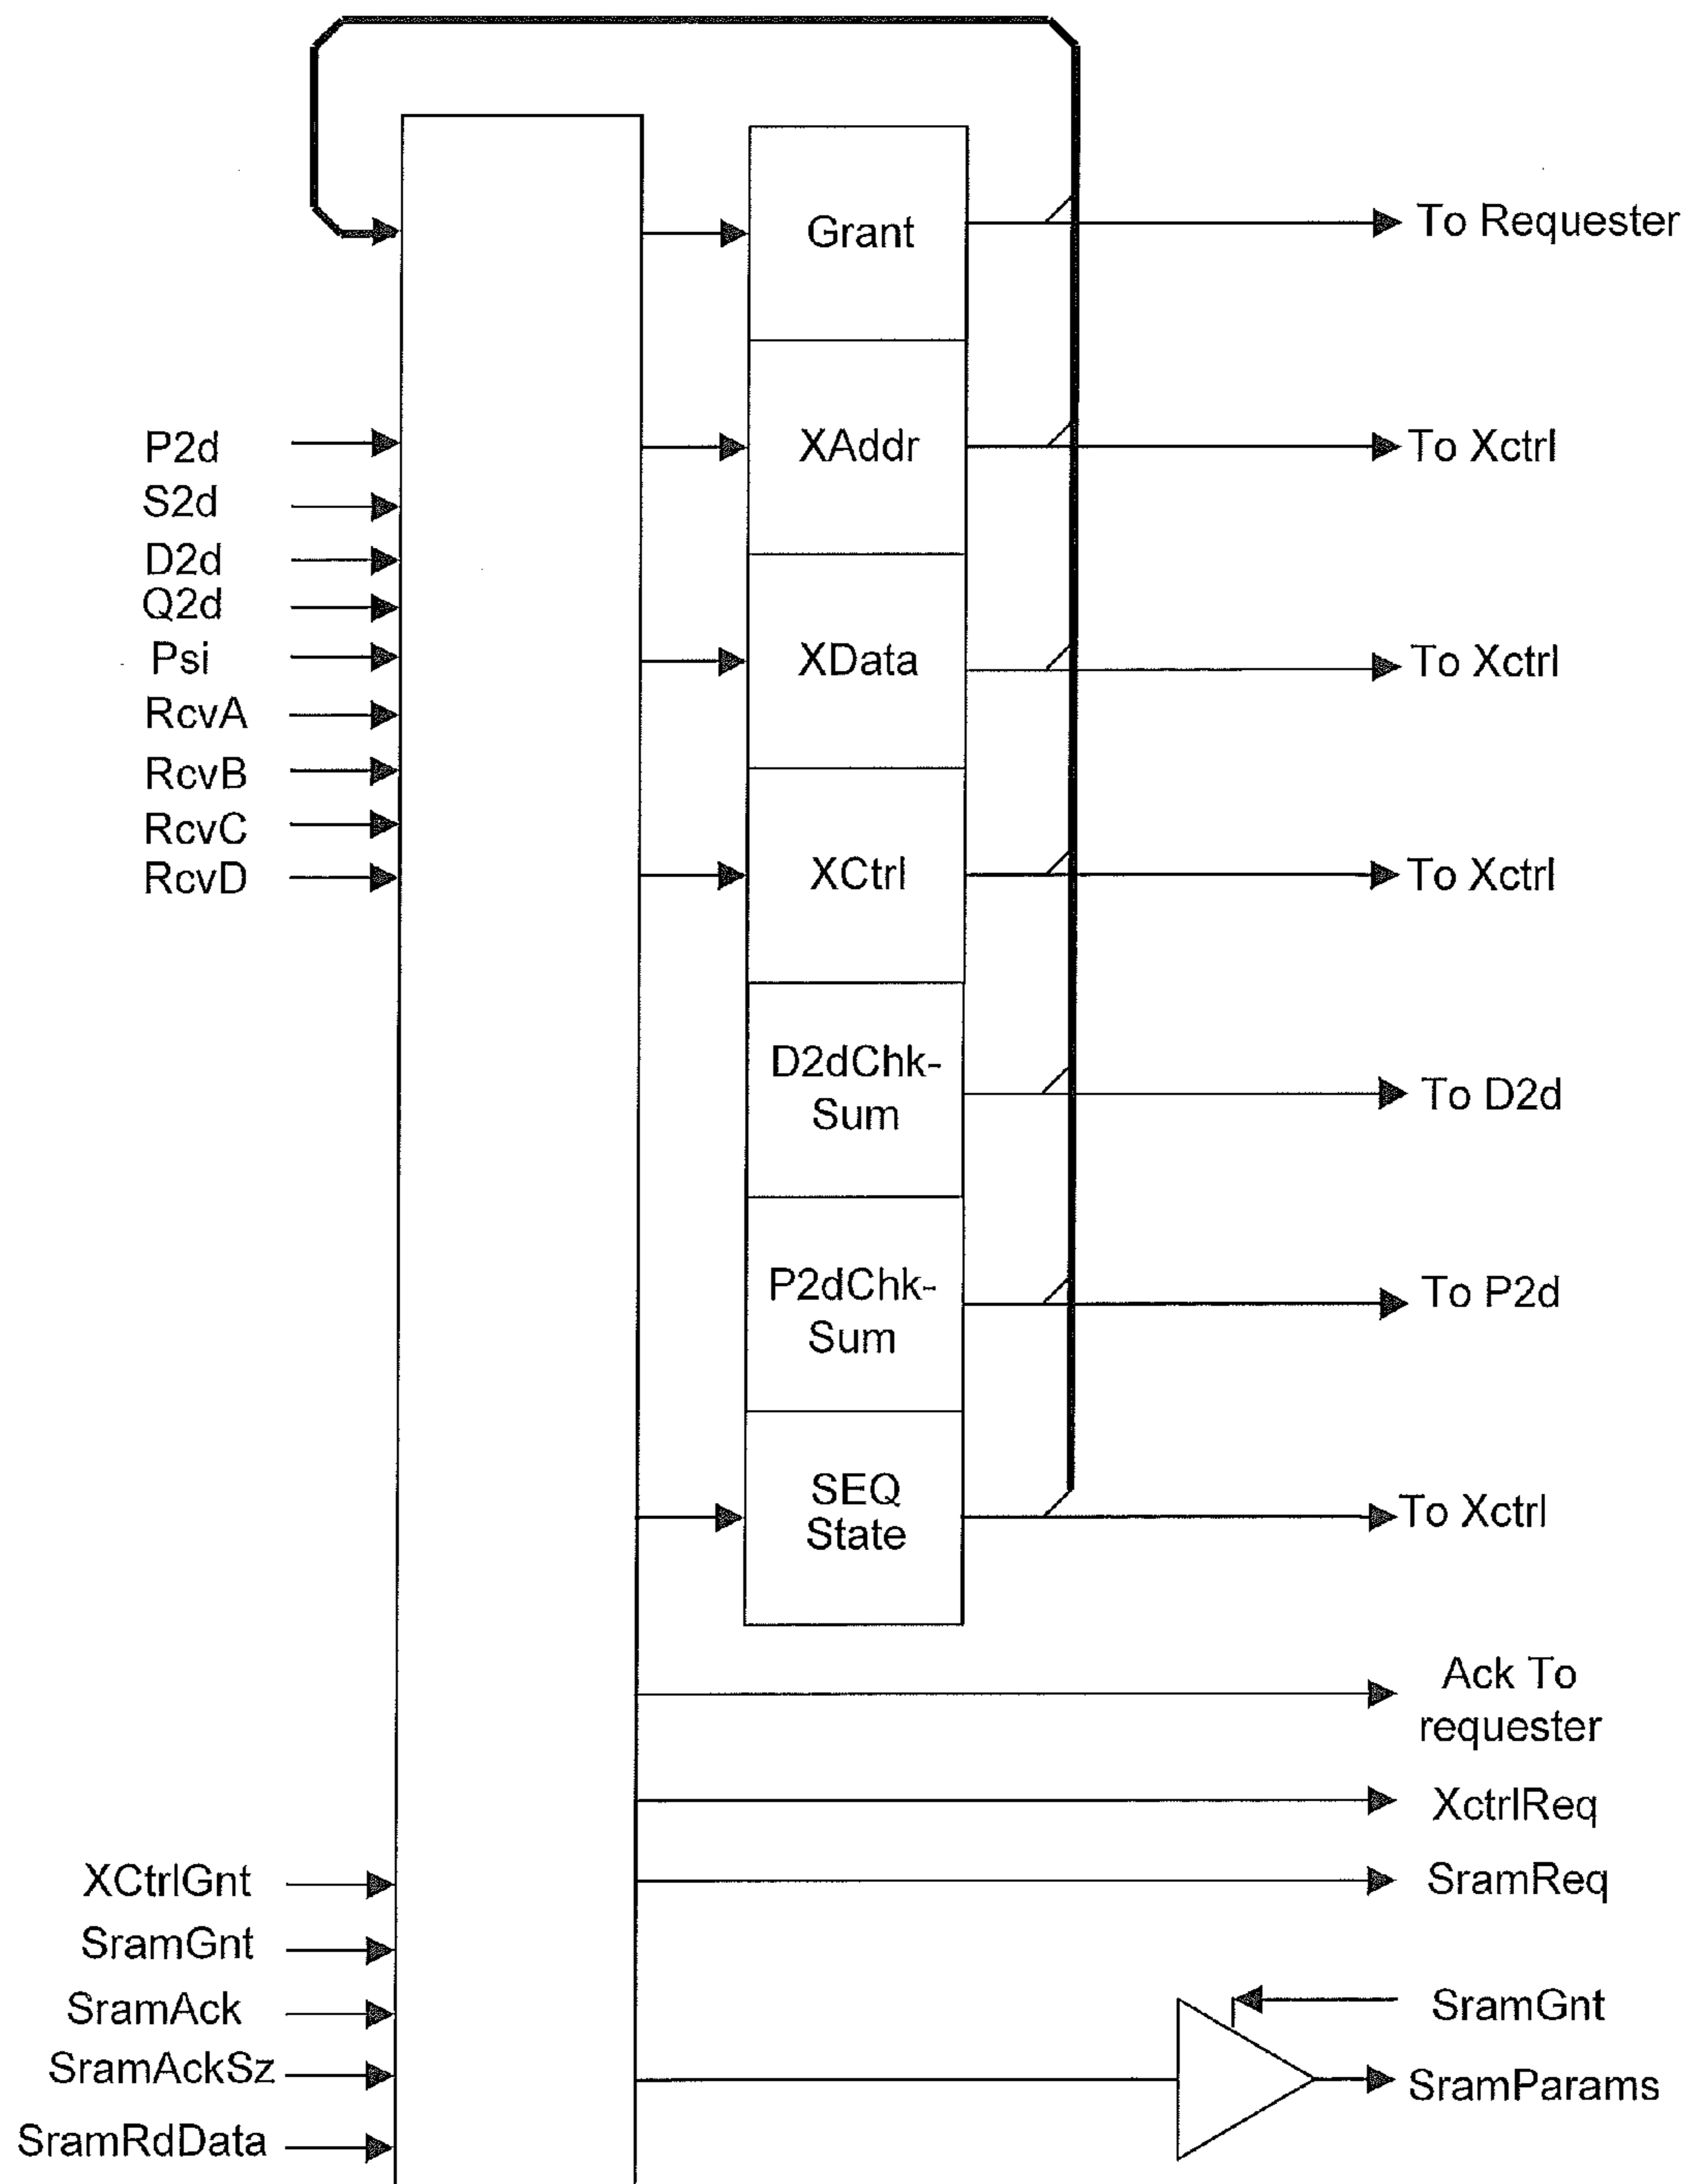 Grant
To Requester
P2d
S2d
D2d
Q2d
Psi
RcvA
RcvB
RcvC
RcvD
XAddr
To Xctrl
XData
To Xctrl
XCtrl
To Xctrl
D2dChk-
Sum
To D2d
P2dChk-
Sum
To P2d
SEQ
State
To Xctrl
Ack To
requester
XctrlReq
SramReq
XCtrlGnt
SramGnt
SramAck
SramAckSz
SramRdData
SramGnt
SramParams